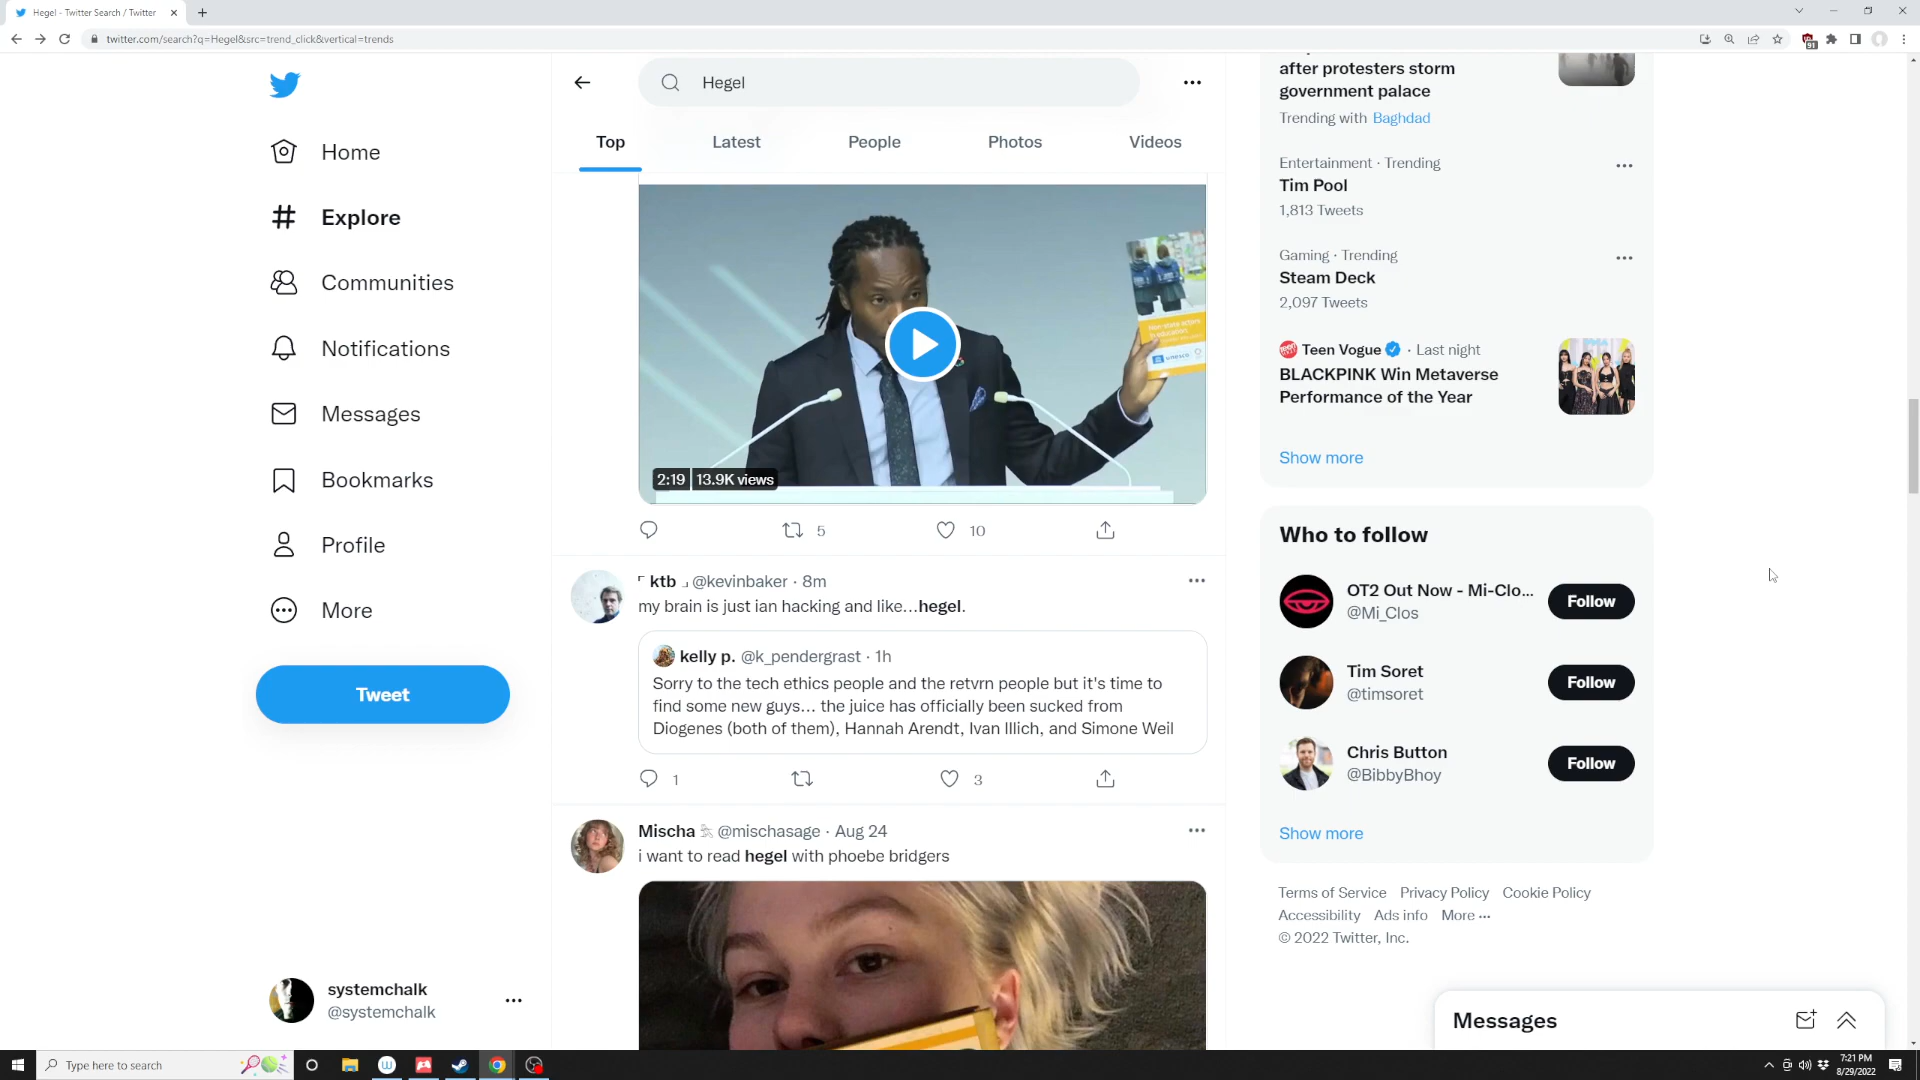 Hegel - Twitter Search / Twitter
twitter.com/search?q=Hegel&src=trend_click&vertical=trends
91
Home
Explore
Communities
Notifications
Messages
Bookmarks
Profile
More
Tweet
systemchalk
@systemchalk
Hegel
Top Latest People Photos Videos
Non-state actors
in education
unesco
2:19 13.9K views
5 10
⌜ ktb ⌟ @kevinbaker · 8m
my brain is just ian hacking and like…hegel.
kelly p. @k_pendergrast · 1h
Sorry to the tech ethics people and the retvrn people but it's time to
find some new guys... the juice has officially been sucked from
Diogenes (both of them), Hannah Arendt, Ivan Illich, and Simone Weil
1 3
Mischa @mischasage · Aug 24
i want to read hegel with phoebe bridgers
after protesters storm
government palace
Trending with Baghdad
Entertainment · Trending
Tim Pool
1,813 Tweets
Gaming · Trending
Steam Deck
2,097 Tweets
Teen Vogue · Last night
BLACKPINK Win Metaverse
Performance of the Year
Show more
Who to follow
OT2 Out Now - Mi-Clo...
@Mi_Clos
Follow
Tim Soret
@timsoret
Follow
Chris Button
@BibbyBhoy
Follow
Show more
Terms of Service Privacy Policy Cookie Policy
Accessibility Ads info More ···
© 2022 Twitter, Inc.
Messages
Type here to search
7:21 PM
8/29/2022